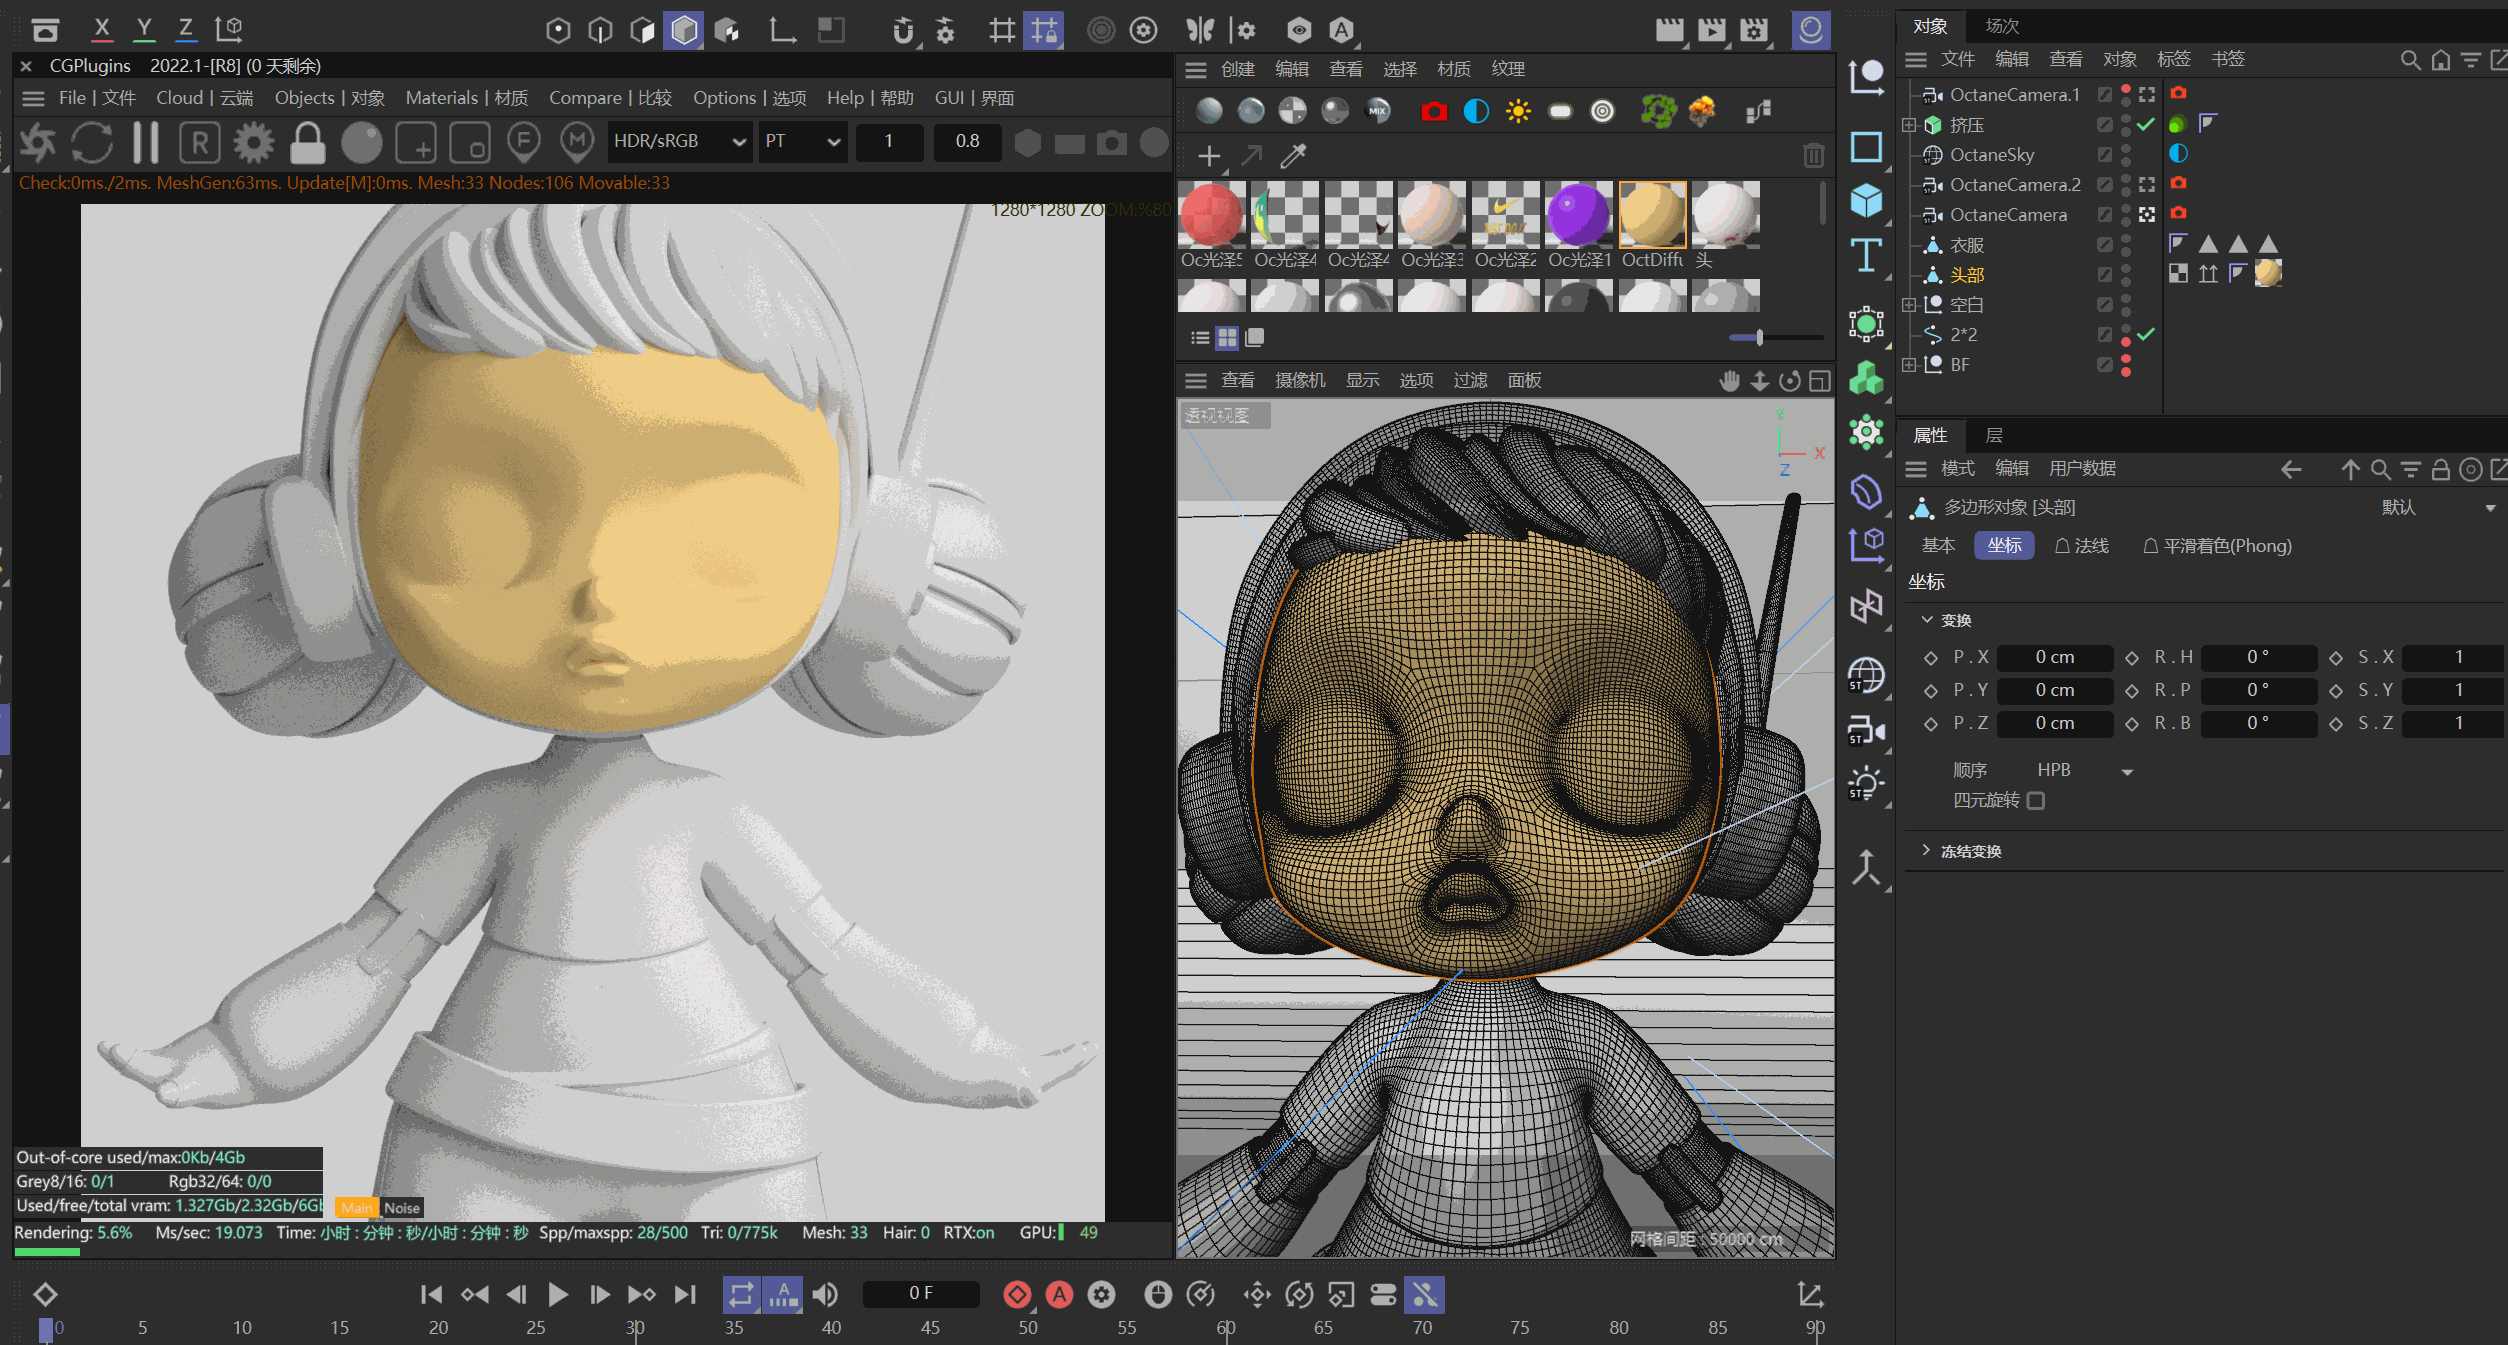 X Y Z
对象 场次
CGPlugins 2022.1-[R8] (0 天剩余)
文件 编辑 查看 对象 标签 书签
创建 编辑 查看 选择 材质 纹理
File | 文件 Cloud | 云端 Objects | 对象 Materials | 材质 Compare | 比较 Options | 选项 Help | 帮助 GUI | 界面
OctaneCamera.1
挤压
OctaneSky
OctaneCamera.2
OctaneCamera
衣服
头部
空白
2*2
BF
MIX
R F M HDR/sRGB PT 1 0.8
Check:0ms./2ms. MeshGen:63ms. Update[M]:0ms. Mesh:33 Nodes:106 Movable:33
1280*1280 ZOOM:%80
Oc光泽5 Oc光泽4 Oc光泽4 Oc光泽3 Oc光泽2 Oc光泽1 OctDiffu 头
查看 摄像机 显示 选项 过滤 面板
透视视图
Y
X
Z
属性 层
模式 编辑 用户数据
多边形对象 [头部] 默认
基本 坐标 法线 平滑着色(Phong)
坐标
变换
P . X 0 cm R . H 0 ° S . X 1
P . Y 0 cm R . P 0 ° S . Y 1
P . Z 0 cm R . B 0 ° S . Z 1
顺序 HPB
四元旋转
冻结变换
ST
ST
ST
网格间距 : 50000 cm
Out-of-core used/max:0Kb/4Gb
Grey8/16: 0/1 Rgb32/64: 0/0
Used/free/total vram: 1.327Gb/2.32Gb/6Gb
Main Noise
Rendering: 5.6% Ms/sec: 19.073 Time: 小时 : 分钟 : 秒/小时 : 分钟 : 秒 Spp/maxspp: 28/500 Tri: 0/775k Mesh: 33 Hair: 0 RTX:on GPU: 49
0 F
0 5 10 15 20 25 30 35 40 45 50 55 60 65 70 75 80 85 90